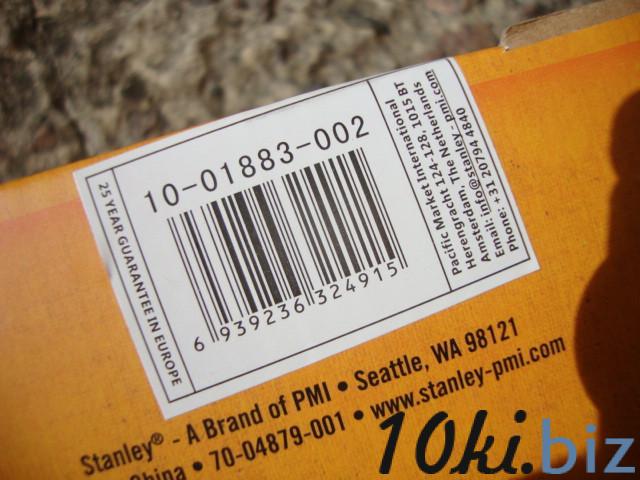 25 YEAR GUARANTEE IN EUROPE
10-01883-002
6 939236 324915
Pacific Market International
Herengracht 124-128, 1015 BT
Amsterdam, The Netherlands
Email: info@stanley-pmi.com
Phone: +31 20794 4840
Stanley® - A Brand of PMI • Seattle, WA 98121
China • 70-04879-001 • www.stanley-pmi.com
10ki.biz